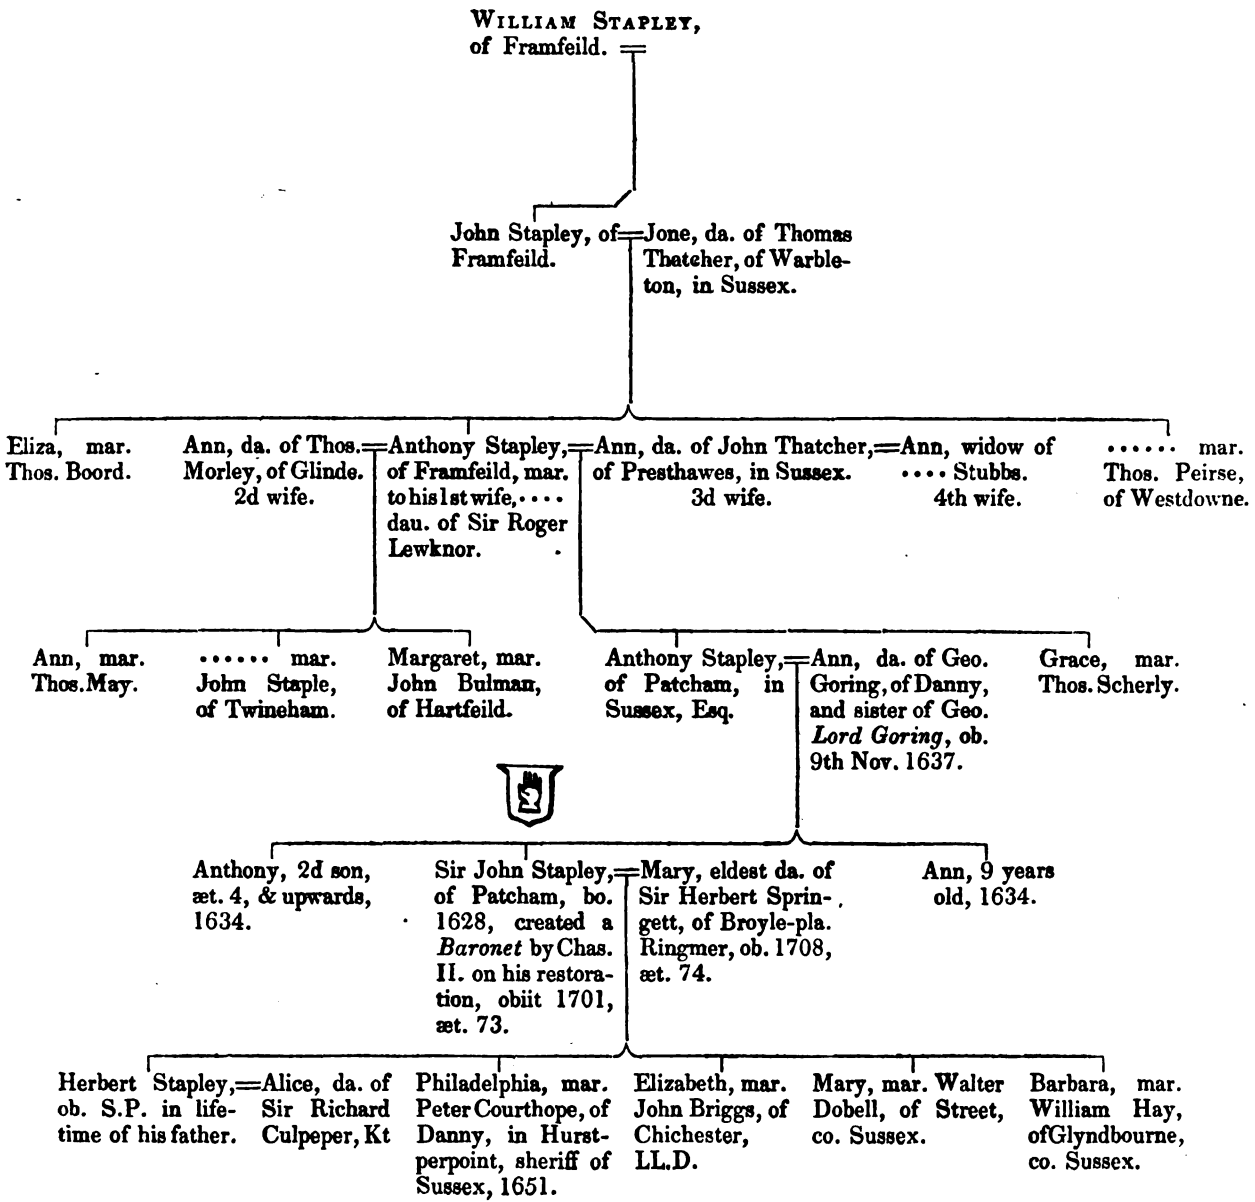 WILLIAM STAPLEY,
of Framfeild.
John Stapley, of
Framfeild.
Jone, da. of Thomas
Thatcher, of Warble-
ton, in Sussex.
Eliza, mar.
Thos. Boord.
Ann, da. of Thos.
Morley, of Glinde.
2d wife.
Anthony Stapley,
of Framfeild, mar.
to his 1st wife, ....
dau. of Sir Roger
Lewknor.
Ann, da. of John Thatcher,
of Presthawes, in Sussex.
3d wife.
Ann, widow of
.... Stubbs.
4th wife.
...... mar.
Thos. Peirse,
of Westdowne.
Ann, mar.
Thos. May.
...... mar.
John Staple,
of Twineham.
Margaret, mar.
John Bulman,
of Hartfeild.
Anthony Stapley,
of Patcham, in
Sussex, Esq.
Ann, da. of Geo.
Goring, of Danny,
and sister of Geo.
Lord Goring, ob.
9th Nov. 1637.
Grace, mar.
Thos. Scherly.
Anthony, 2d son,
æt. 4, & upwards,
1634.
Sir John Stapley,
of Patcham, bo.
1628, created a
Baronet by Chas.
II. on his restora-
tion, obiit 1701,
æt. 73.
Mary, eldest da. of
Sir Herbert Sprin-
gett, of Broyle-pla.
Ringmer, ob. 1708,
æt. 74.
Ann, 9 years
old, 1634.
Herbert Stapley,
ob. S.P. in life-
time of his father.
Alice, da. of
Sir Richard
Culpeper, Kt
Philadelphia, mar.
Peter Courthope, of
Danny, in Hurst-
perpoint, sheriff of
Sussex, 1651.
Elizabeth, mar.
John Briggs, of
Chichester,
LL.D.
Mary, mar. Walter
Dobell, of Street,
co. Sussex.
Barbara, mar.
William Hay,
of Glyndbourne,
co. Sussex.